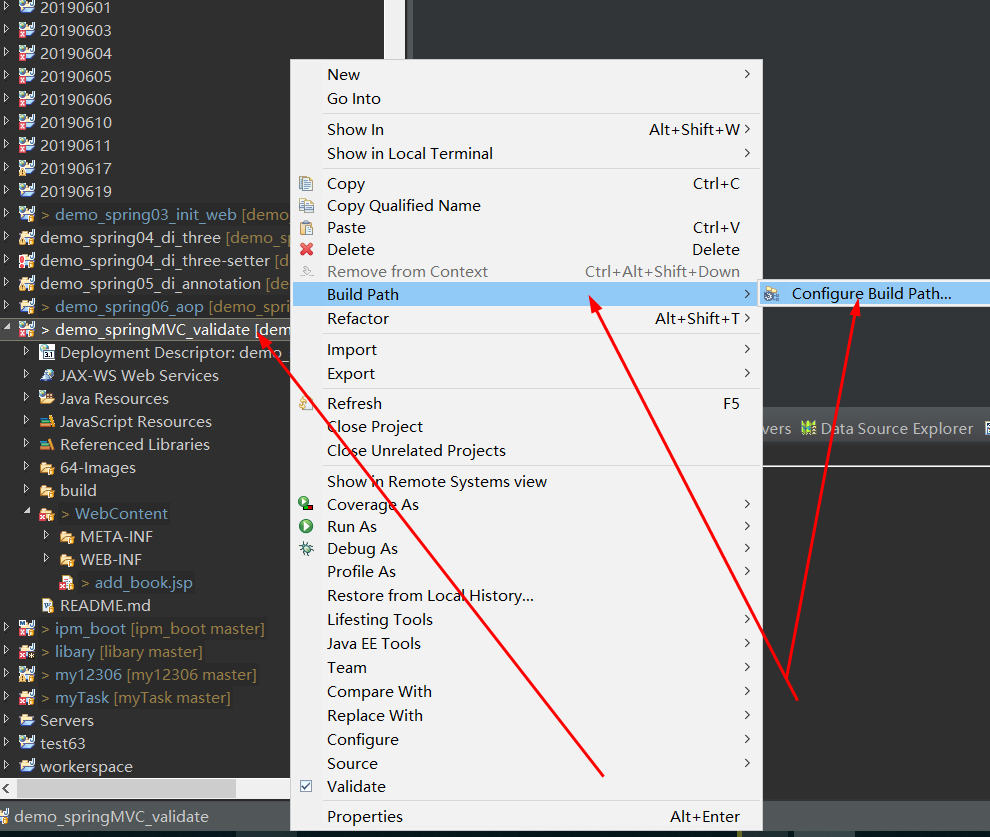 20190601
20190603
20190604
20190605
20190606
20190610
20190611
20190617
20190619
> demo_spring03_init_web [demo
demo_spring04_di_three [demo_s
demo_spring04_di_three-setter [d
demo_spring05_di_annotation [de
> demo_spring06_aop [demo_spri
> demo_springMVC_validate [dem
Deployment Descriptor: demo_
JAX-WS Web Services
Java Resources
JavaScript Resources
Referenced Libraries
64-Images
build
> WebContent
META-INF
WEB-INF
> add_book.jsp
README.md
> ipm_boot [ipm_boot master]
> libary [libary master]
> my12306 [my12306 master]
> myTask [myTask master]
Servers
test63
workerspace
demo_springMVC_validate
New
Go Into
Show In Alt+Shift+W
Show in Local Terminal
Copy Ctrl+C
Copy Qualified Name
Paste Ctrl+V
Delete Delete
Remove from Context Ctrl+Alt+Shift+Down
Build Path
Refactor Alt+Shift+T
Import
Export
Refresh F5
Close Project
Close Unrelated Projects
Show in Remote Systems view
Coverage As
Run As
Debug As
Profile As
Restore from Local History...
Lifesting Tools
Java EE Tools
Team
Compare With
Replace With
Configure
Source
Validate
Properties Alt+Enter
Configure Build Path...
vers Data Source Explorer